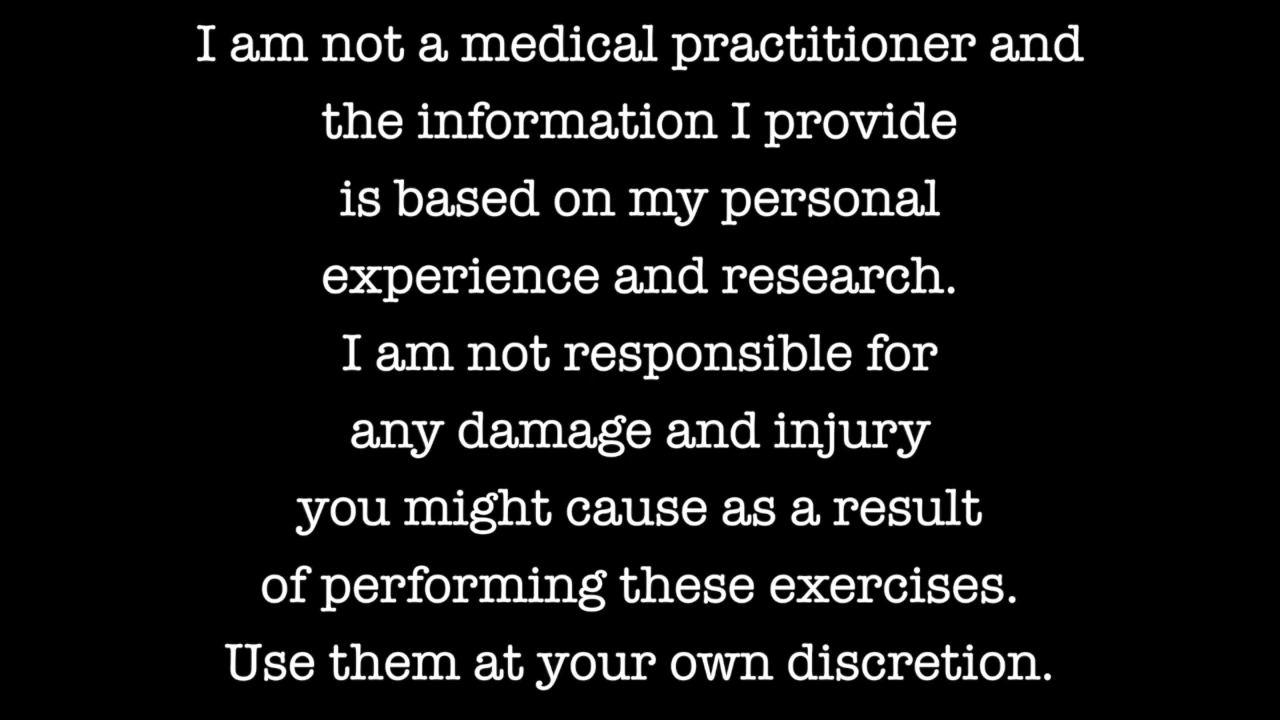 I am not a medical practitioner and
the information I provide
is based on my personal
experience and research.
I am not responsible for
any damage and injury
you might cause as a result
of performing these exercises.
Use them at your own discretion.